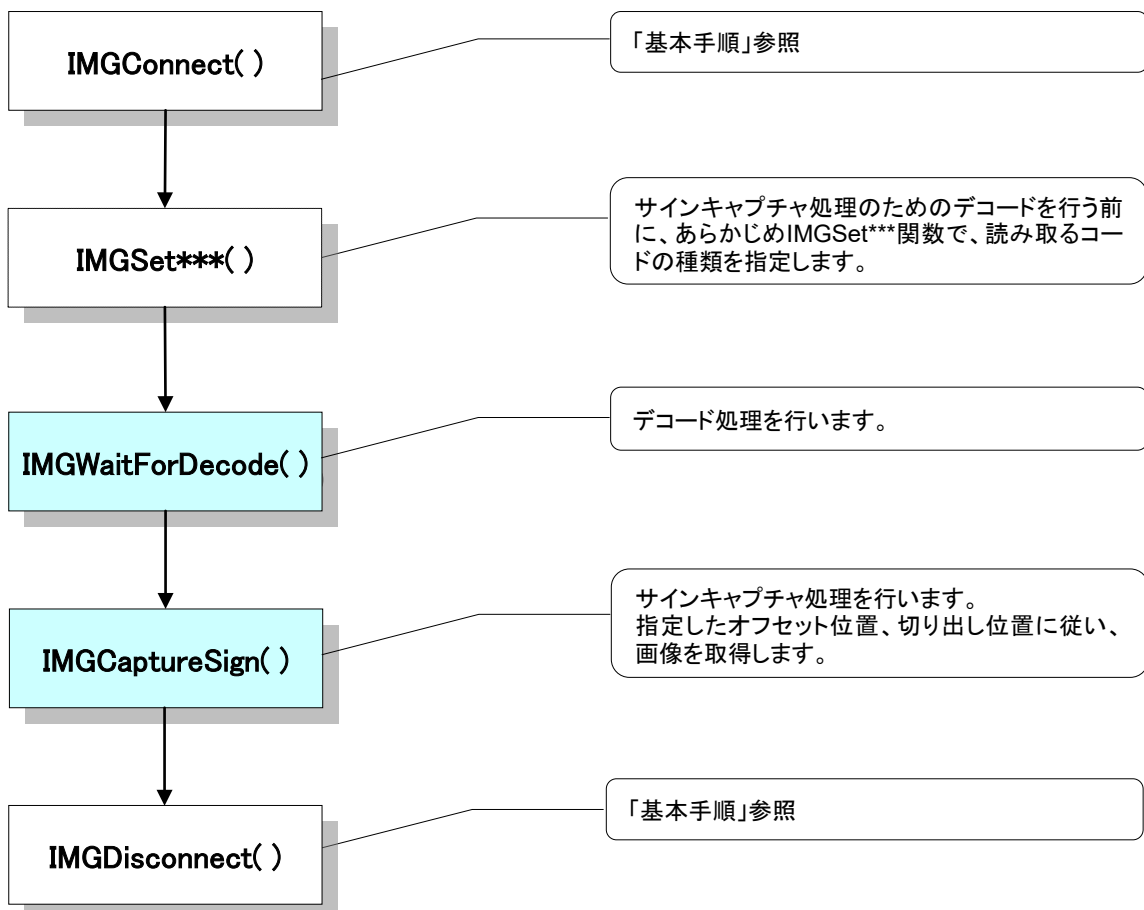 IMGConnect( )
「基本手順」参照
IMGSet***( )
サインキャプチャ処理のためのデコードを行う前
に、あらかじめIMGSet***関数で、読み取るコー
ドの種類を指定します。
IMGWaitForDecode( )
デコード処理を行います。
IMGCaptureSign( )
サインキャプチャ処理を行います。
指定したオフセット位置、切り出し位置に従い、
画像を取得します。
IMGDisconnect( )
「基本手順」参照